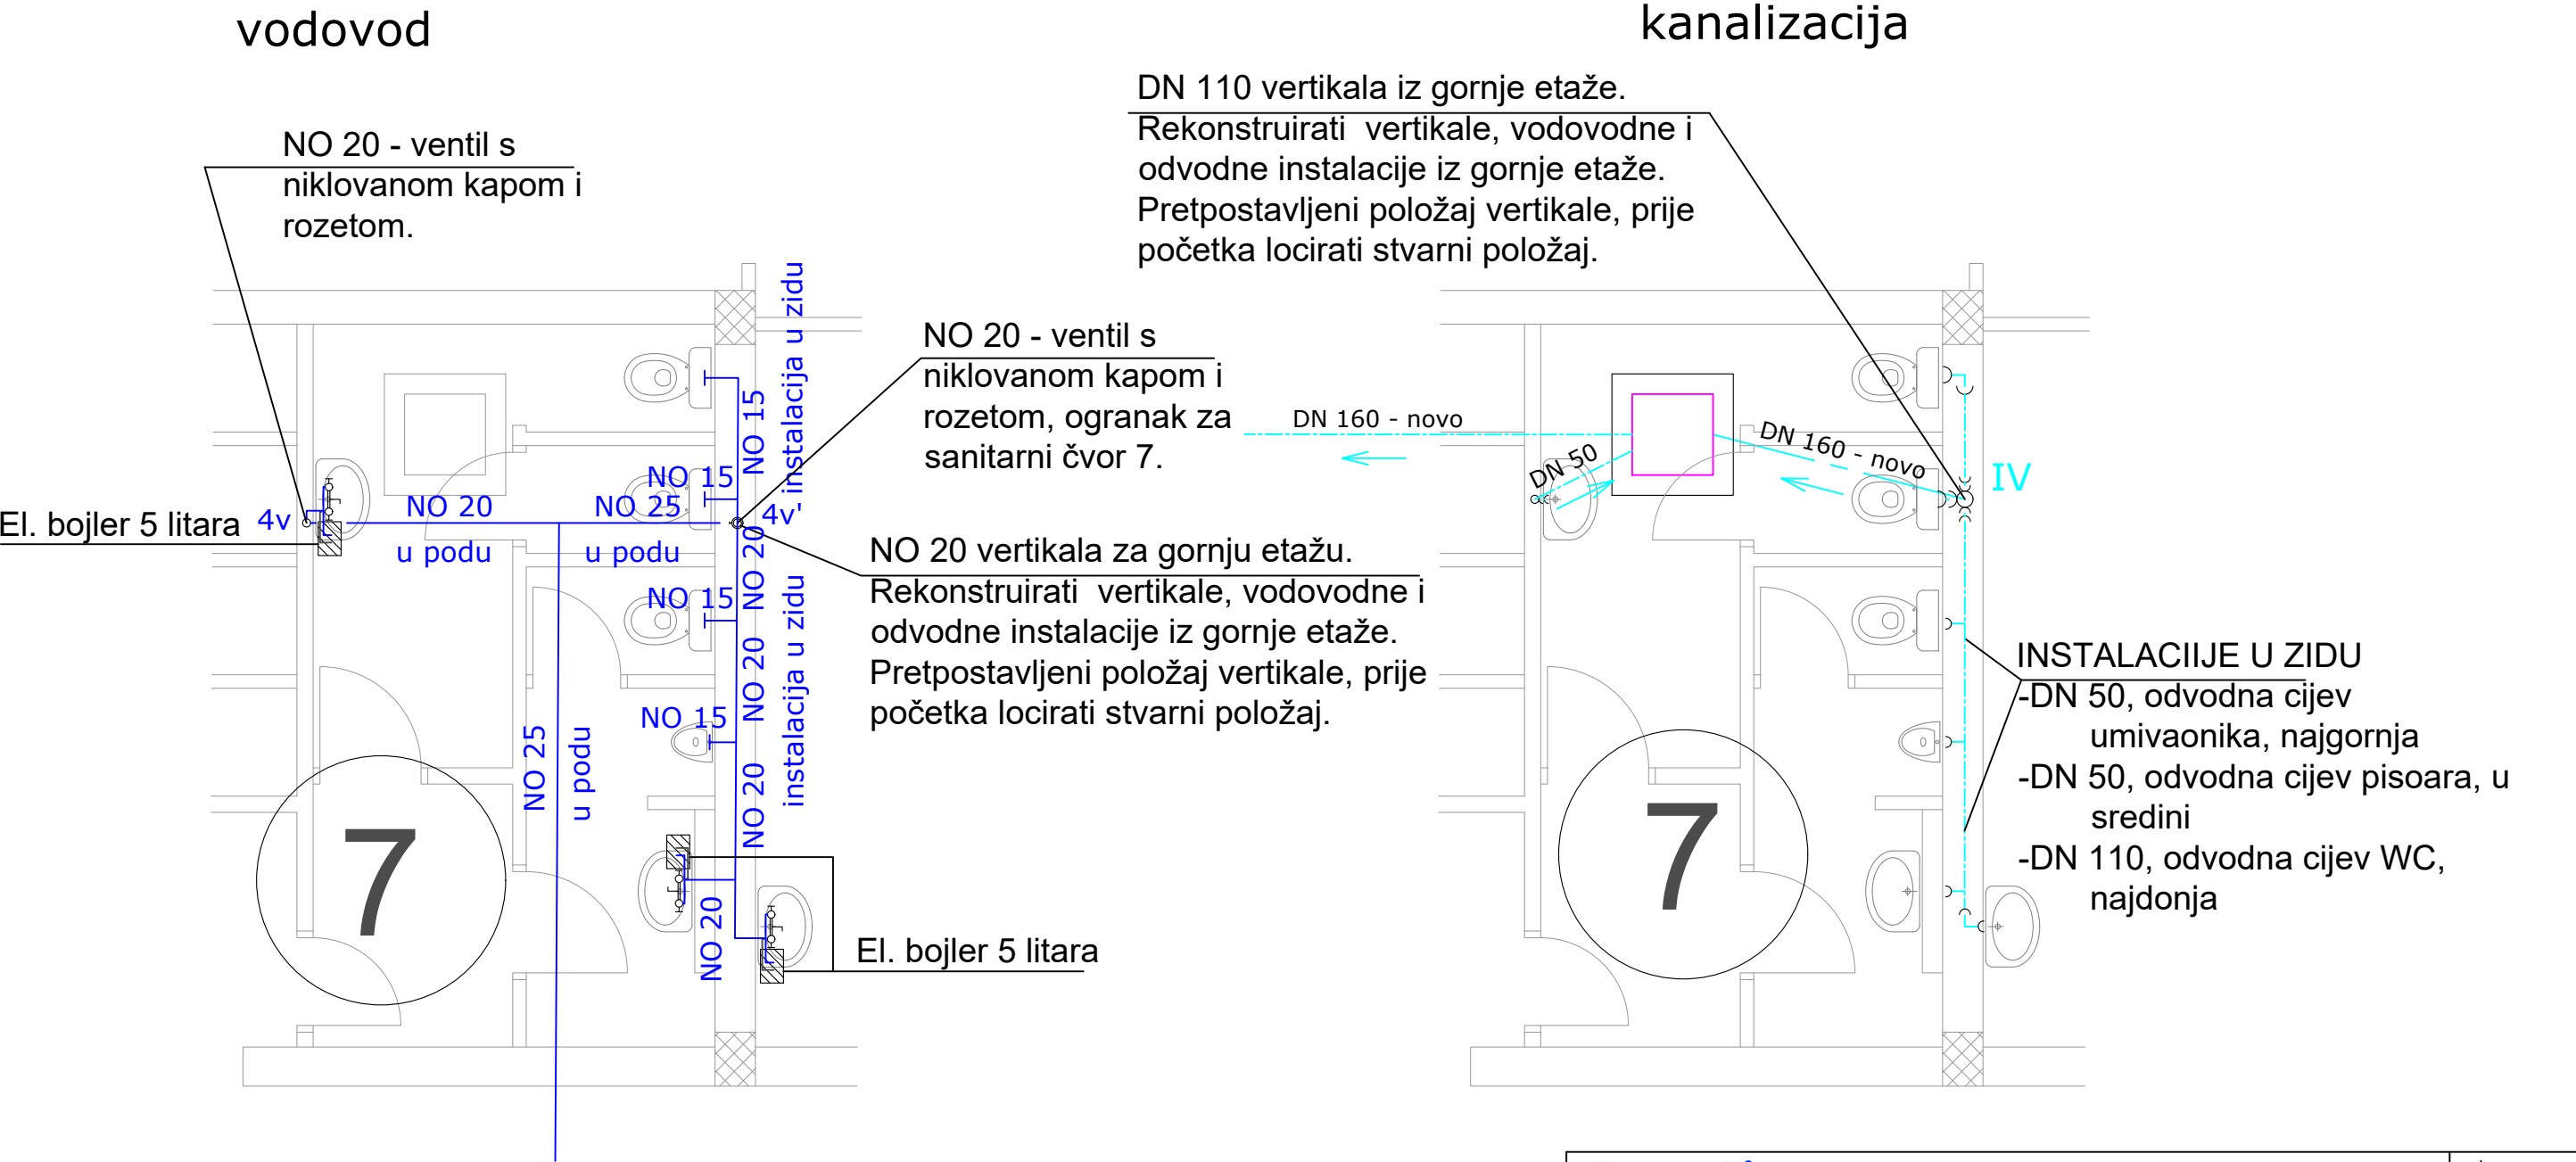 vodovod
kanalizacija
NO 20 - ventil s
niklovanom kapom i
rozetom.
DN 110 vertikala iz gornje etaže.
Rekonstruirati  vertikale, vodovodne i
odvodne instalacije iz gornje etaže.
Pretpostavljeni položaj vertikale, prije
početka locirati stvarni položaj.
NO 20 - ventil s
niklovanom kapom i
rozetom, ogranak za
sanitarni čvor 7.
NO 20 vertikala za gornju etažu.
Rekonstruirati  vertikale, vodovodne i
odvodne instalacije iz gornje etaže.
Pretpostavljeni položaj vertikale, prije
početka locirati stvarni položaj.
El. bojler 5 litara
4v
NO 20
u podu
NO 25
u podu
4v'
NO 15
instalacija u zidu
NO 15
NO 20
NO 15
NO 20
instalacija u zidu
NO 15
NO 20
NO 25
u podu
NO 20
7
El. bojler 5 litara
DN 160 - novo
DN 50
DN 160 - novo
IV
7
INSTALACIIJE U ZIDU
-DN 50, odvodna cijev
umivaonika, najgornja
-DN 50, odvodna cijev pisoara, u
sredini
-DN 110, odvodna cijev WC,
najdonja